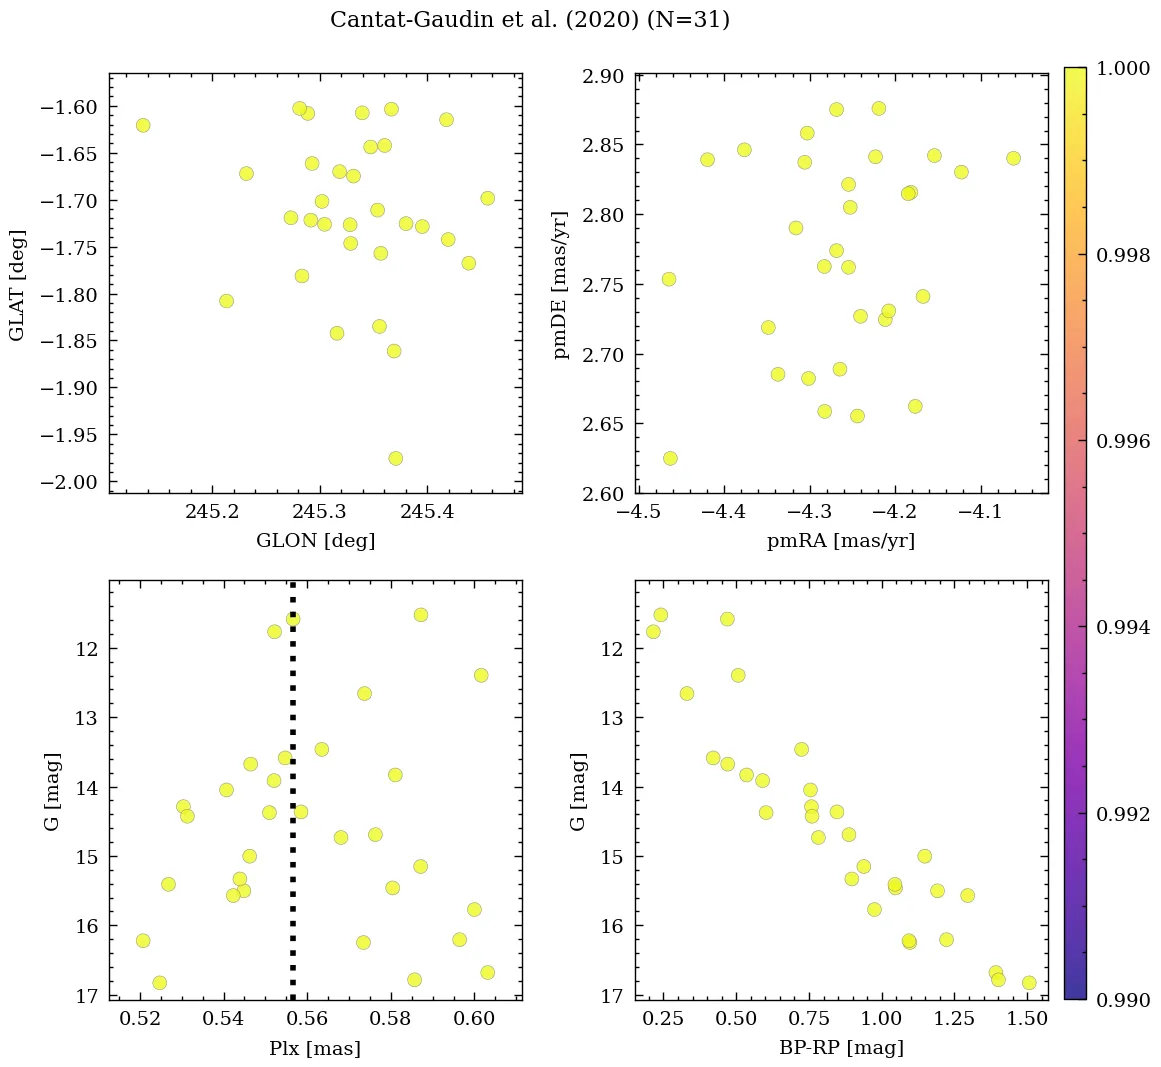 Cantat-Gaudin et al. (2020) (N=31)
−1.60
−1.65
−1.70
−1.75
−1.80
−1.85
−1.90
−1.95
−2.00
GLAT [deg]
245.2 245.3 245.4
GLON [deg]
2.90
2.85
2.80
2.75
2.70
2.65
2.60
pmDE [mas/yr]
−4.5 −4.4 −4.3 −4.2 −4.1
pmRA [mas/yr]
12
13
14
15
16
17
G [mag]
0.52 0.54 0.56 0.58 0.60
Plx [mas]
12
13
14
15
16
17
G [mag]
0.25 0.50 0.75 1.00 1.25 1.50
BP-RP [mag]
1.000
0.998
0.996
0.994
0.992
0.990